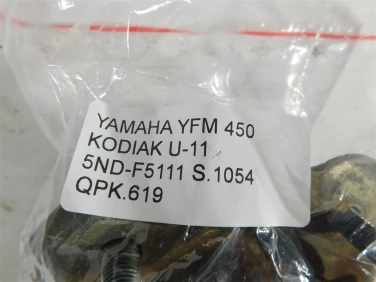 YAMAHA YFM 450
KODIAK U-11
5ND-F5111 S.1054
QPK.619